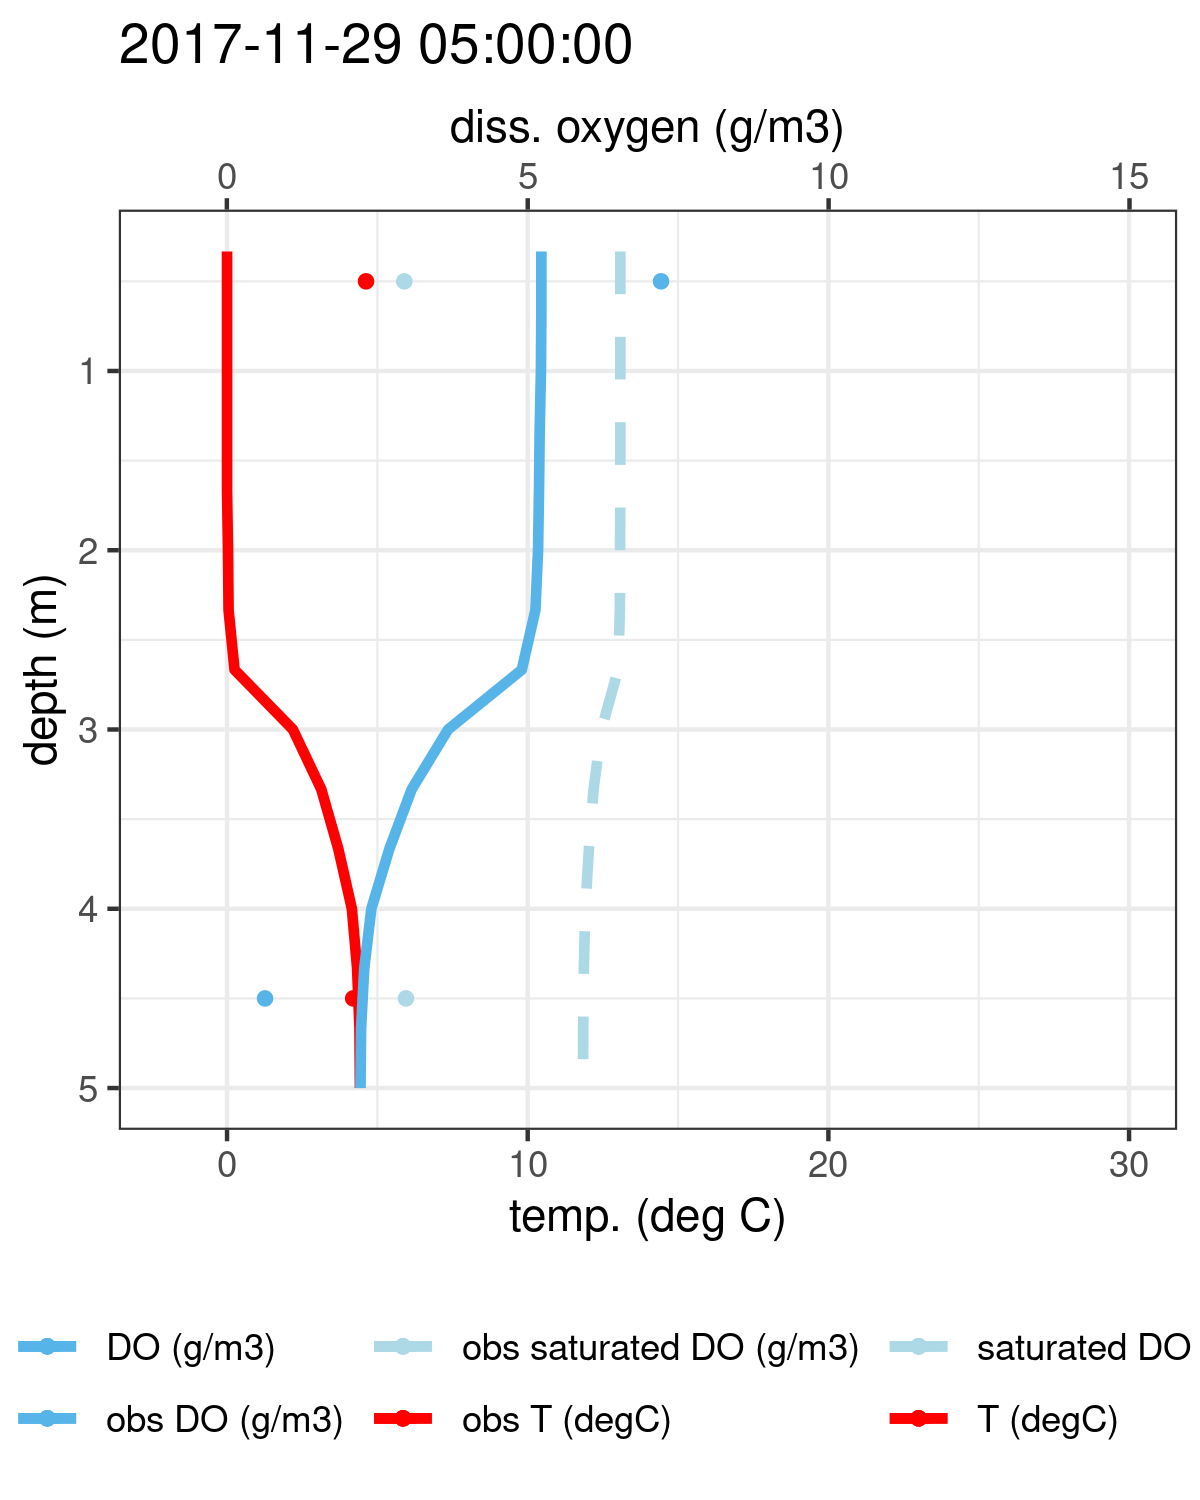 2017-11-29 05:00:00
diss. oxygen (g/m3)
0 5 10 15
1
2
3
4
5
depth (m)
0 10 20 30
temp. (deg C)
DO (g/m3) obs saturated DO (g/m3) saturated DO
obs DO (g/m3) obs T (degC) T (degC)